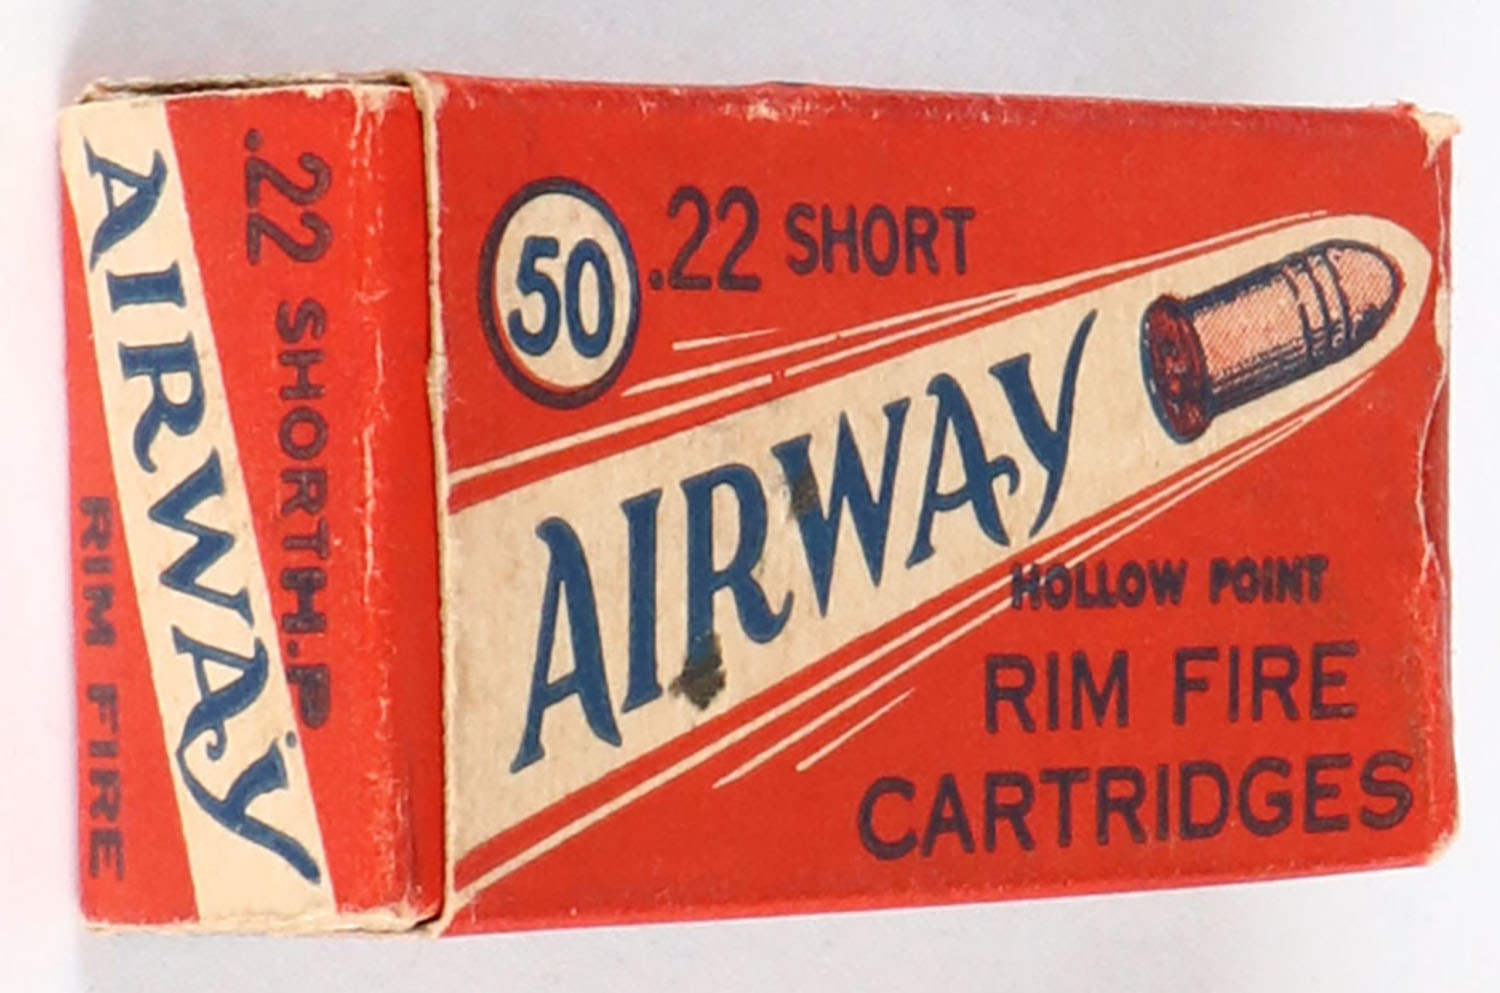 50
.22 SHORT
AIRWAY
HOLLOW POINT
RIM FIRE
CARTRIDGES
.22 SHORT H.P
AIRWAY
RIM FIRE